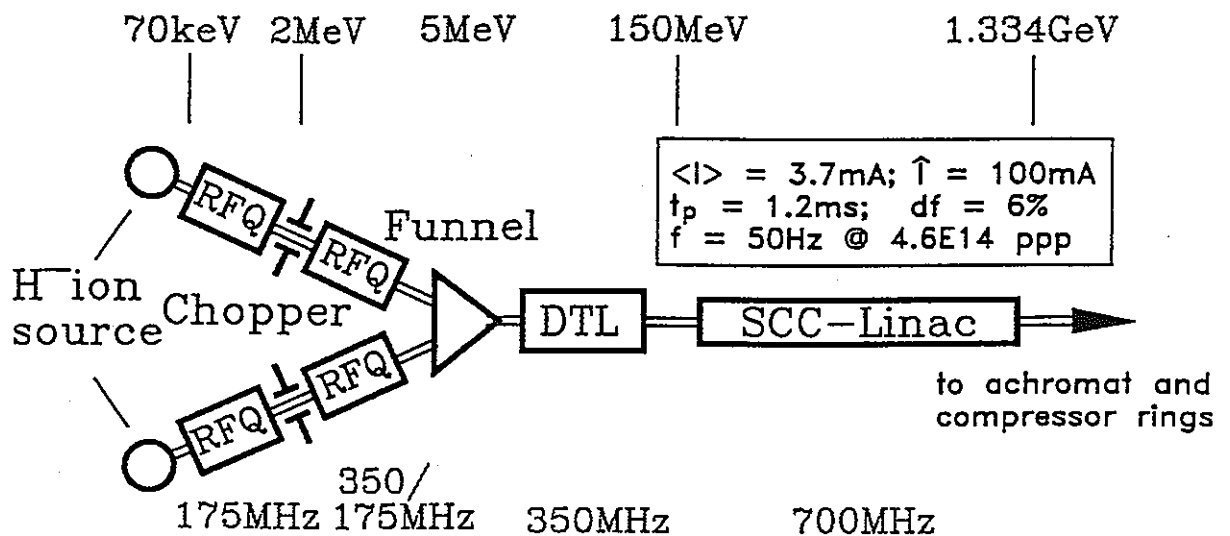 70keV 2MeV 5MeV 150MeV 1.334GeV
<I> = 3.7mA; Î = 100mA
tp = 1.2ms; df = 6%
f = 50Hz @ 4.6E14 ppp
RFQ
Funnel
RFQ
H⁻ion
source
Chopper
DTL
SCC-Linac
RFQ
RFQ
to achromat and
compressor rings
350/
175MHz 175MHz 350MHz 700MHz